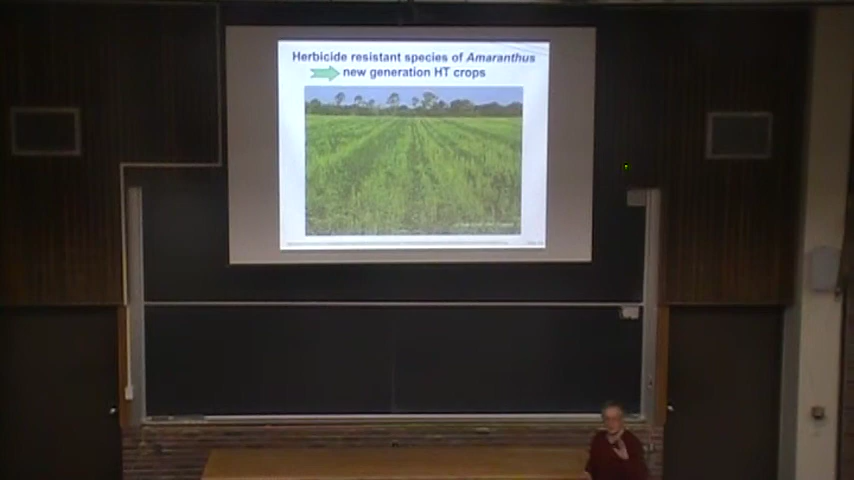 Herbicide resistant species of Amaranthus
new generation HT crops